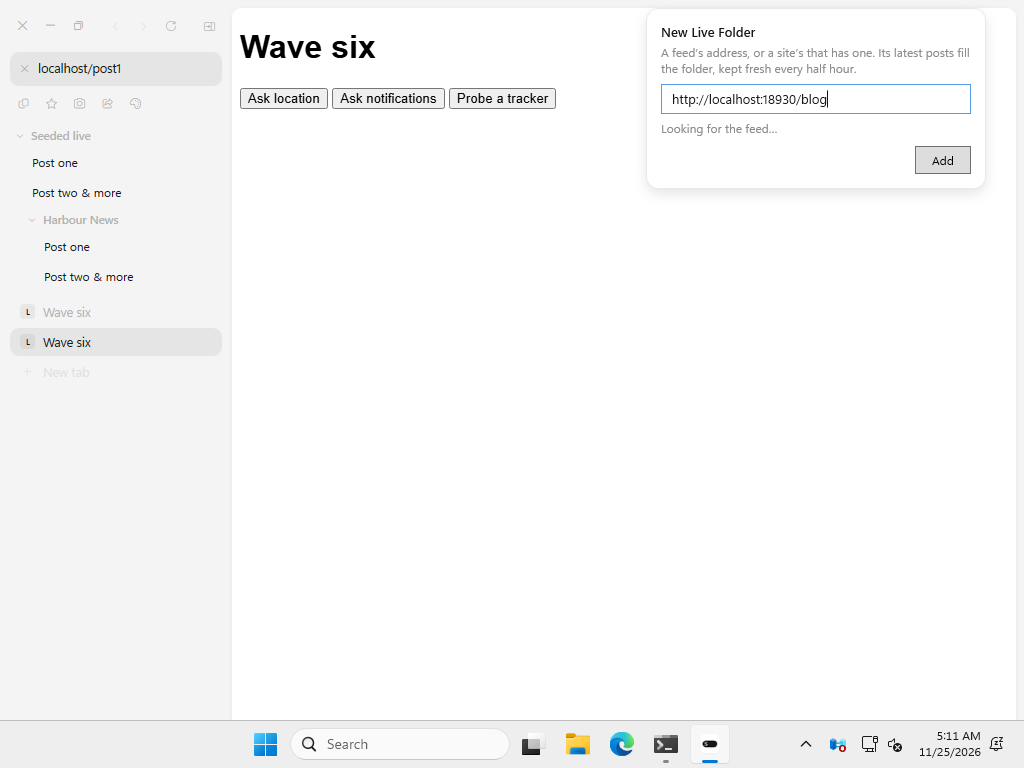 localhost/post1
Seeded live
Post one
Post two & more
Harbour News
Post one
Post two & more
L Wave six
L Wave six
+ New tab
Wave six
Ask location
Ask notifications
Probe a tracker
New Live Folder
A feed's address, or a site's that has one. Its latest posts fill
the folder, kept fresh every half hour.
http://localhost:18930/blog
Looking for the feed...
Add
Search
5:11 AM
11/25/2026